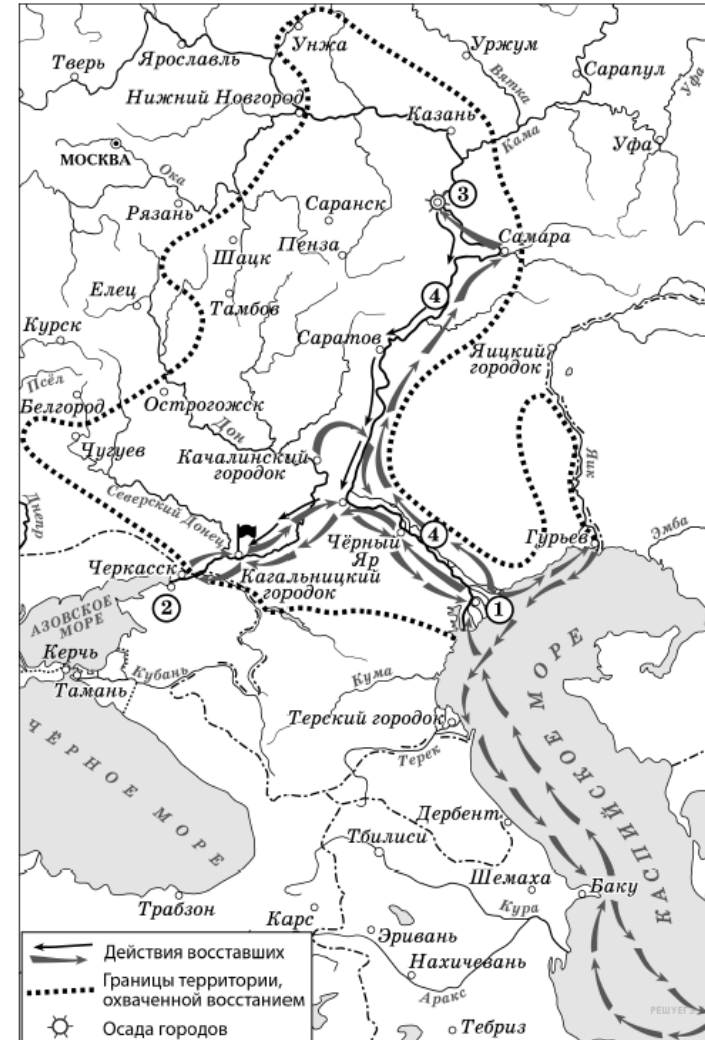 Унжа
Уржум
Тверь
Ярославль
Вятка
Сарапул
Уфа
Нижний Новгород
Казань
Кама
Уфа
МОСКВА
Ока
3
Рязань
Саранск
Самара
Шацк
Пенза
Елец
Тамбов
4
Курск
Саратов
Яицкий
городок
Псёл
Белгород
Острогожск
Дон
Чугуев
Качалинский
городок
Яик
Днепр
Северский Донец
4
Чёрный
Яр
Гурьев
Эмба
Черкасск
Кагальницкий
городок
2
1
АЗОВСКОЕ
МОРЕ
Керчь
Тамань
Кубань
Кума
Терский городок
Терек
ЧЁРНОЕ МОРЕ
КАСПИЙСКОЕ МОРЕ
Дербент
Тбилиси
Шемаха
Баку
Трабзон
Карс
Кура
Эривань
Нахичевань
Аракс
Тебриз
Действия восставших
Границы территории,
охваченной восстанием
Осада городов